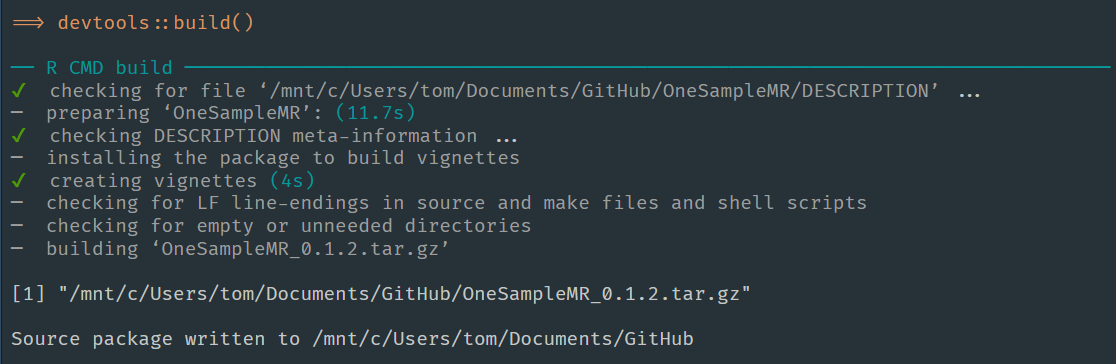 ==> devtools::build()
── R CMD build ─────────────────────────────────────────
✓ checking for file ‘/mnt/c/Users/tom/Documents/GitHub/OneSampleMR/DESCRIPTION’ ...
─ preparing ‘OneSampleMR’: (11.7s)
✓ checking DESCRIPTION meta-information ...
─ installing the package to build vignettes
✓ creating vignettes (4s)
─ checking for LF line-endings in source and make files and shell scripts
─ checking for empty or unneeded directories
─ building ‘OneSampleMR_0.1.2.tar.gz’
[1] "/mnt/c/Users/tom/Documents/GitHub/OneSampleMR_0.1.2.tar.gz"
Source package written to /mnt/c/Users/tom/Documents/GitHub